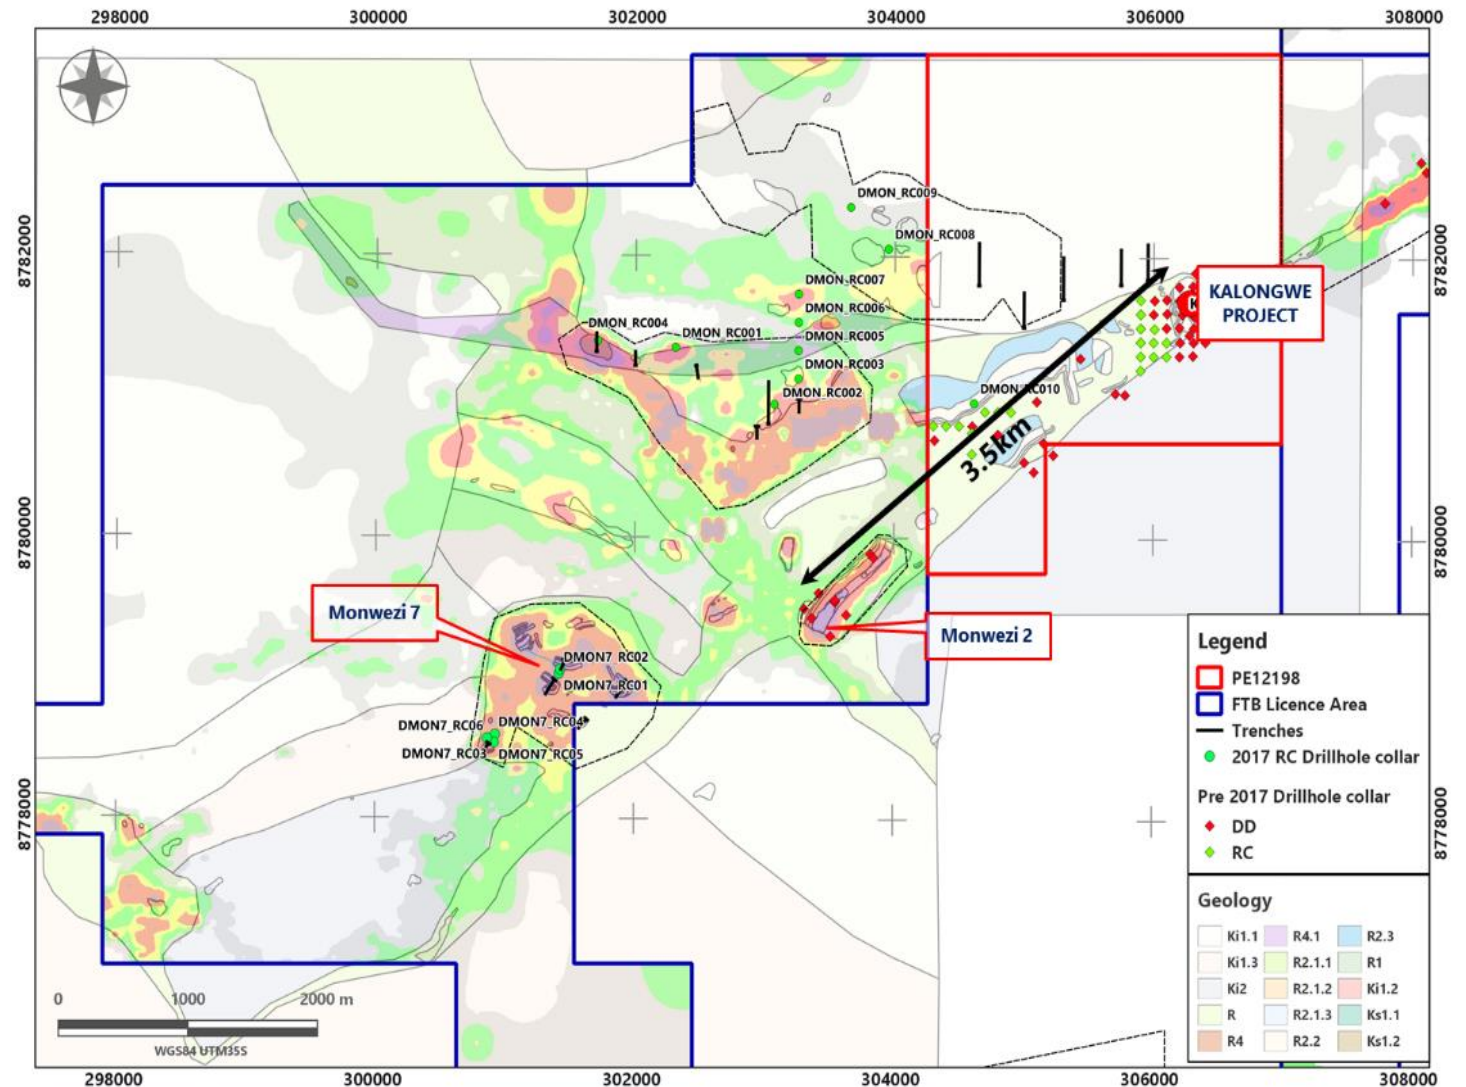 298000 300000 302000 304000 306000 308000
8782000
8782000
DMON_RC009
DMON_RC008
DMON_RC007
DMON_RC006
DMON_RC004
DMON_RC001
DMON_RC005
DMON_RC003
DMON_RC002
DMON_RC010
K
KALONGWE
PROJECT
3.5km
8780000
8780000
Monwezi 7
Monwezi 2
DMON7_RC02
DMON7_RC01
DMON7_RC06
DMON7_RC04
DMON7_RC03
DMON7_RC05
8778000
8778000
0 1000 2000 m
WGS84 UTM35S
Legend
PE12198
FTB Licence Area
Trenches
2017 RC Drillhole collar
Pre 2017 Drillhole collar
DD
RC
Geology
Ki1.1 R4.1 R2.3
Ki1.3 R2.1.1 R1
Ki2 R2.1.2 Ki1.2
R R2.1.3 Ks1.1
R4 R2.2 Ks1.2
298000 300000 302000 304000 306000 308000